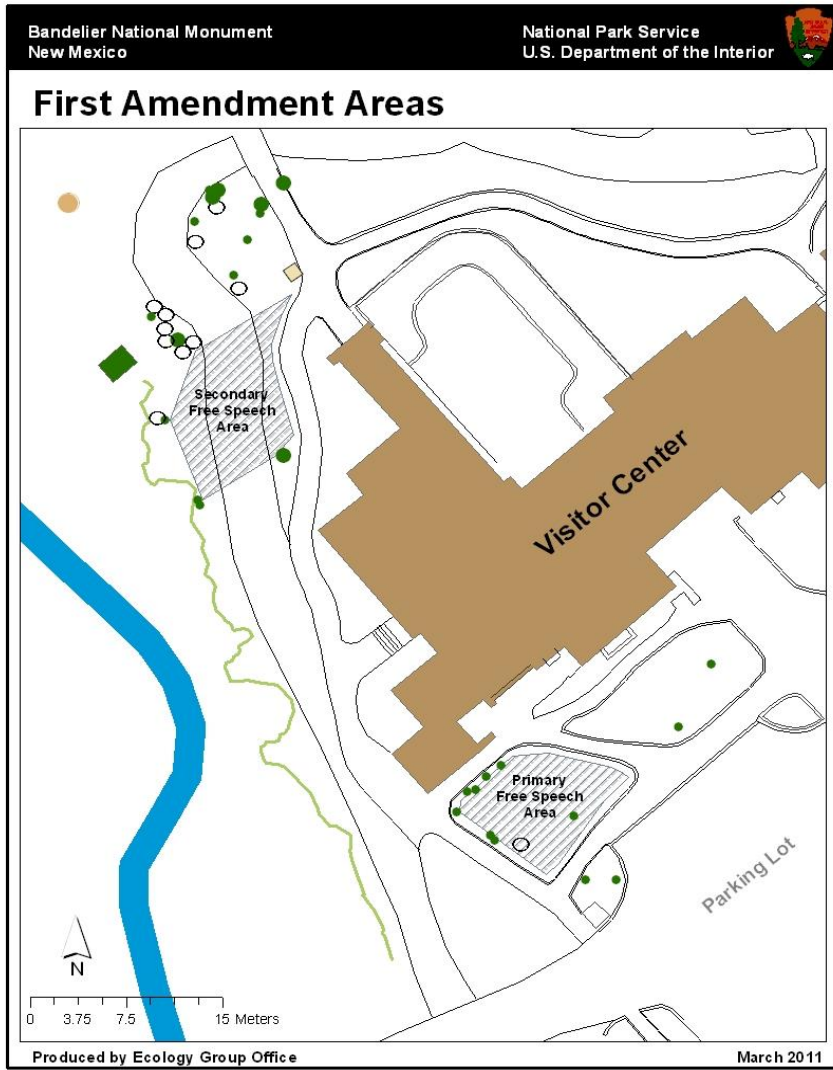 Bandelier National Monument
New Mexico
National Park Service
U.S. Department of the Interior
First Amendment Areas
Secondary
Free Speech
Area
Visitor Center
Primary
Free Speech
Area
Parking Lot
N
0 3.75 7.5 15 Meters
Produced by Ecology Group Office
March 2011